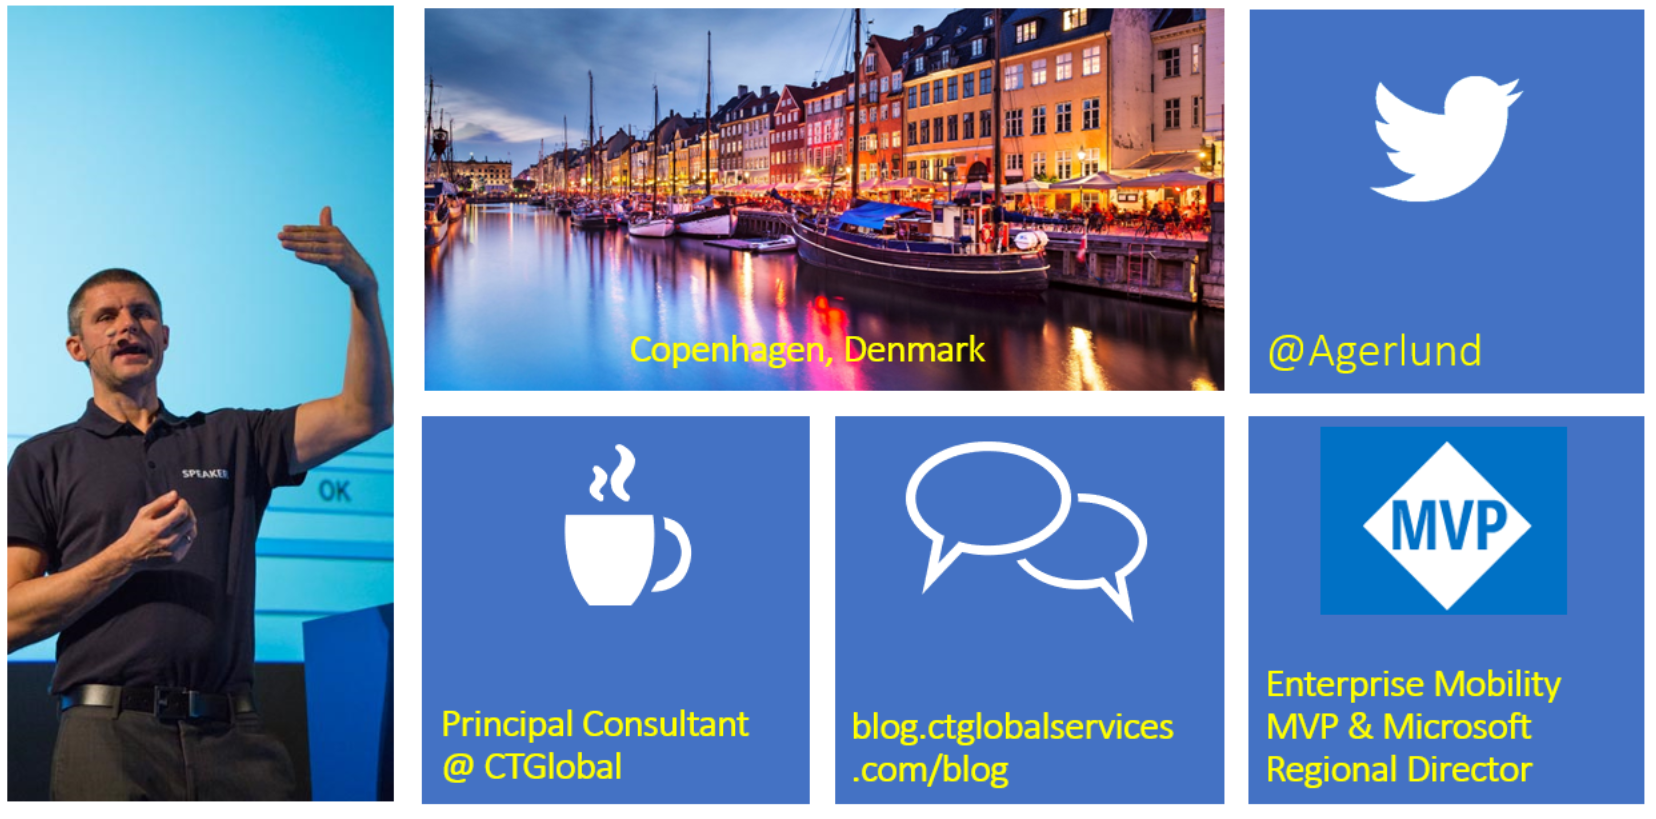 Copenhagen, Denmark
@Agerlund
SPEAKER
OK
Principal Consultant
@ CTGlobal
blog.ctglobalservices
.com/blog
MVP
Enterprise Mobility
MVP & Microsoft
Regional Director